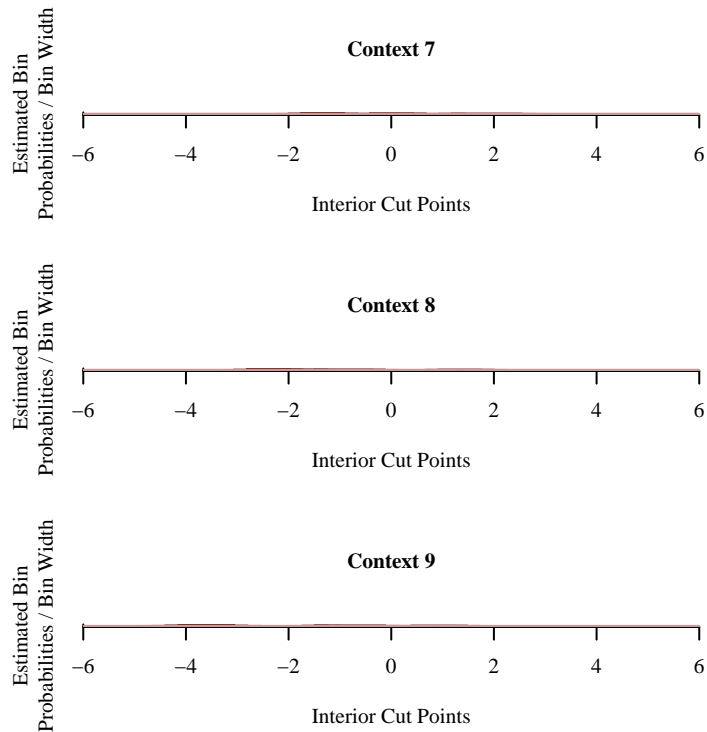 Context 7
Estimated Bin
Probabilities / Bin Width
−6 −4 −2 0 2 4 6
Interior Cut Points
Context 8
Estimated Bin
Probabilities / Bin Width
−6 −4 −2 0 2 4 6
Interior Cut Points
Context 9
Estimated Bin
Probabilities / Bin Width
−6 −4 −2 0 2 4 6
Interior Cut Points